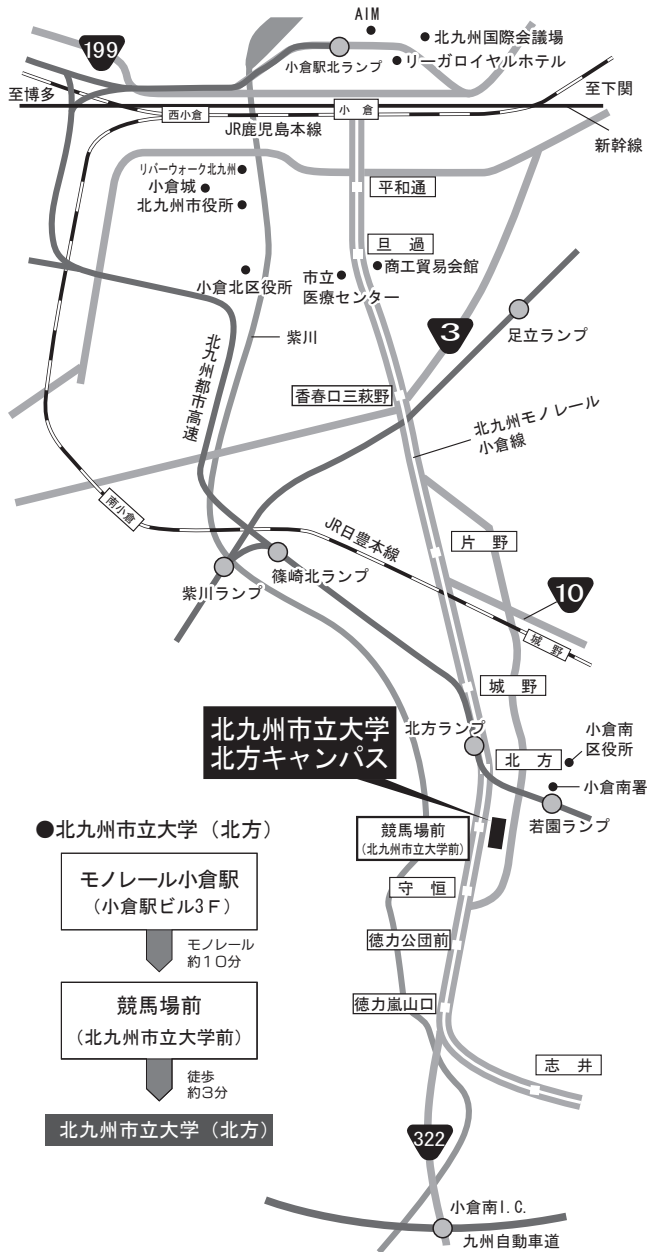 AIM
199
北九州国際会議場
小倉駅北ランプ
リーガロイヤルホテル
至博多
至下関
西小倉
小倉
JR鹿児島本線
新幹線
リバーウォーク北九州
小倉城
北九州市役所
平和通
旦過
商工貿易会館
小倉北区役所
市立
医療センター
紫川
3
足立ランプ
北九州都市高速
香春口三萩野
北九州モノレール
小倉線
南小倉
JR日豊本線
片野
篠崎北ランプ
紫川ランプ
10
城野
城野
北九州市立大学
北方キャンパス
北方ランプ
小倉南
区役所
北方
小倉南署
若園ランプ
競馬場前
(北九州市立大学前)
守恒
徳力公団前
徳力嵐山口
志井
322
小倉南I.C.
九州自動車道
●北九州市立大学（北方）
モノレール小倉駅
（小倉駅ビル3F）
モノレール
約10分
競馬場前
（北九州市立大学前）
徒歩
約3分
北九州市立大学（北方）